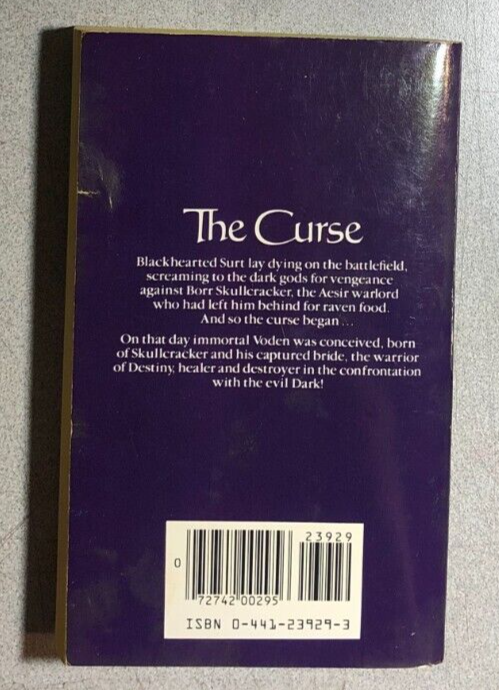 The Curse
Blackhearted Surt lay dying on the battlefield,
screaming to the dark gods for vengeance
against Borr Skullcracker, the Aesir warlord
who had left him behind for raven food.
And so the curse began...
On that day immortal Voden was conceived, born
of Skullcracker and his captured bride, the warrior
of Destiny, healer and destroyer in the confrontation
with the evil Dark!
23929
0
72742 00295
ISBN 0-441-23929-3